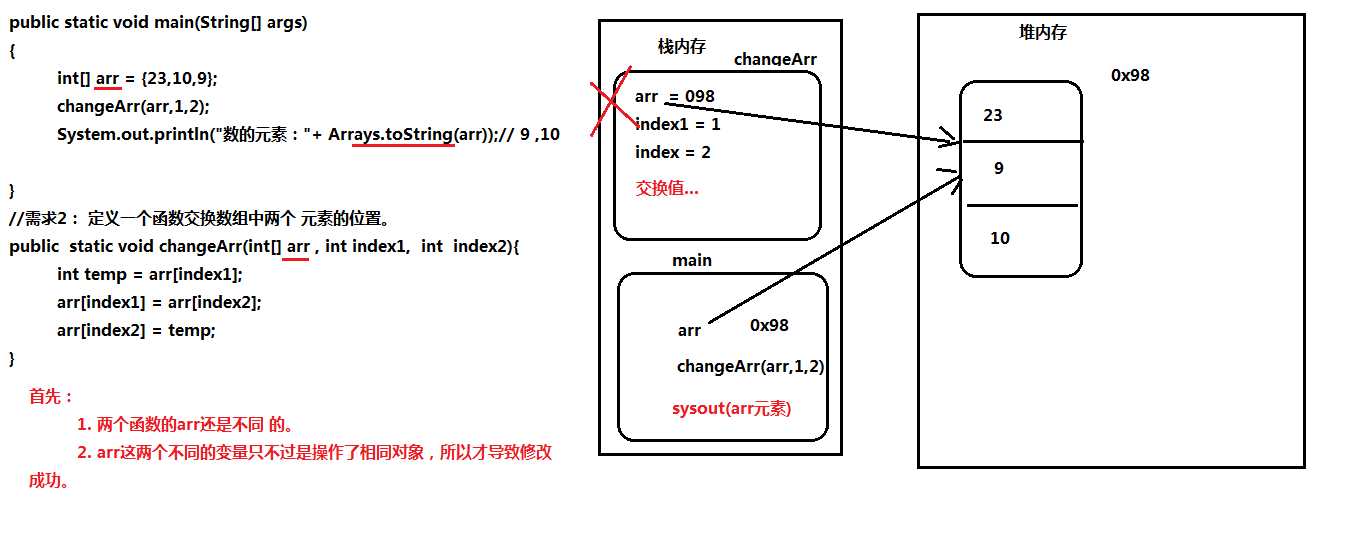 public static void main(String[] args)
{
int[] arr = {23,10,9};
changeArr(arr,1,2);
System.out.println("数的元素："+ Arrays.toString(arr));// 9 ,10
}
//需求2： 定义一个函数交换数组中两个 元素的位置。
public  static void changeArr(int[] arr , int index1,  int  index2){
int temp = arr[index1];
arr[index1] = arr[index2];
arr[index2] = temp;
}
首先：
1. 两个函数的arr还是不同 的。
2. arr这两个不同的变量只不过是操作了相同对象，所以才导致修改
成功。
栈内存
changeArr
arr  = 098
index1 = 1
index = 2
交换值...
main
arr 0x98
changeArr(arr,1,2)
sysout(arr元素)
堆内存
0x98
23
9
10